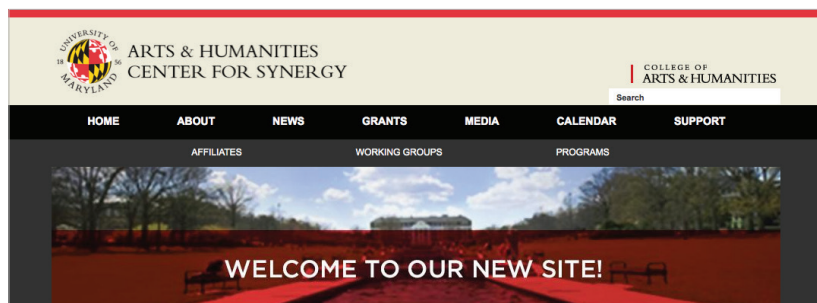 UNIVERSITY OF
18 56
MARYLAND
ARTS & HUMANITIES
CENTER FOR SYNERGY
COLLEGE OF
ARTS & HUMANITIES
Search
HOME ABOUT NEWS GRANTS MEDIA CALENDAR SUPPORT
AFFILIATES WORKING GROUPS PROGRAMS
WELCOME TO OUR NEW SITE!